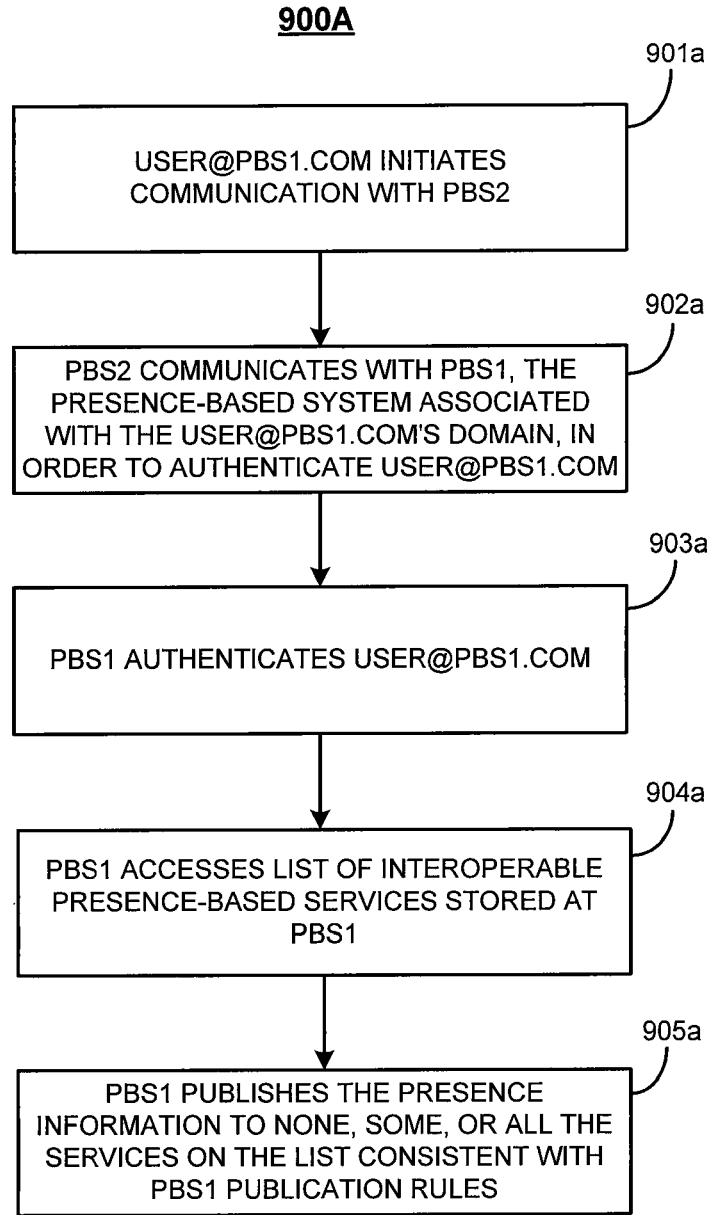 900A
901a
USER@PBS1.COM INITIATES
COMMUNICATION WITH PBS2
902a
PBS2 COMMUNICATES WITH PBS1, THE
PRESENCE-BASED SYSTEM ASSOCIATED
WITH THE USER@PBS1.COM'S DOMAIN, IN
ORDER TO AUTHENTICATE USER@PBS1.COM
903a
PBS1 AUTHENTICATES USER@PBS1.COM
904a
PBS1 ACCESSES LIST OF INTEROPERABLE
PRESENCE-BASED SERVICES STORED AT
PBS1
905a
PBS1 PUBLISHES THE PRESENCE
INFORMATION TO NONE, SOME, OR ALL THE
SERVICES ON THE LIST CONSISTENT WITH
PBS1 PUBLICATION RULES